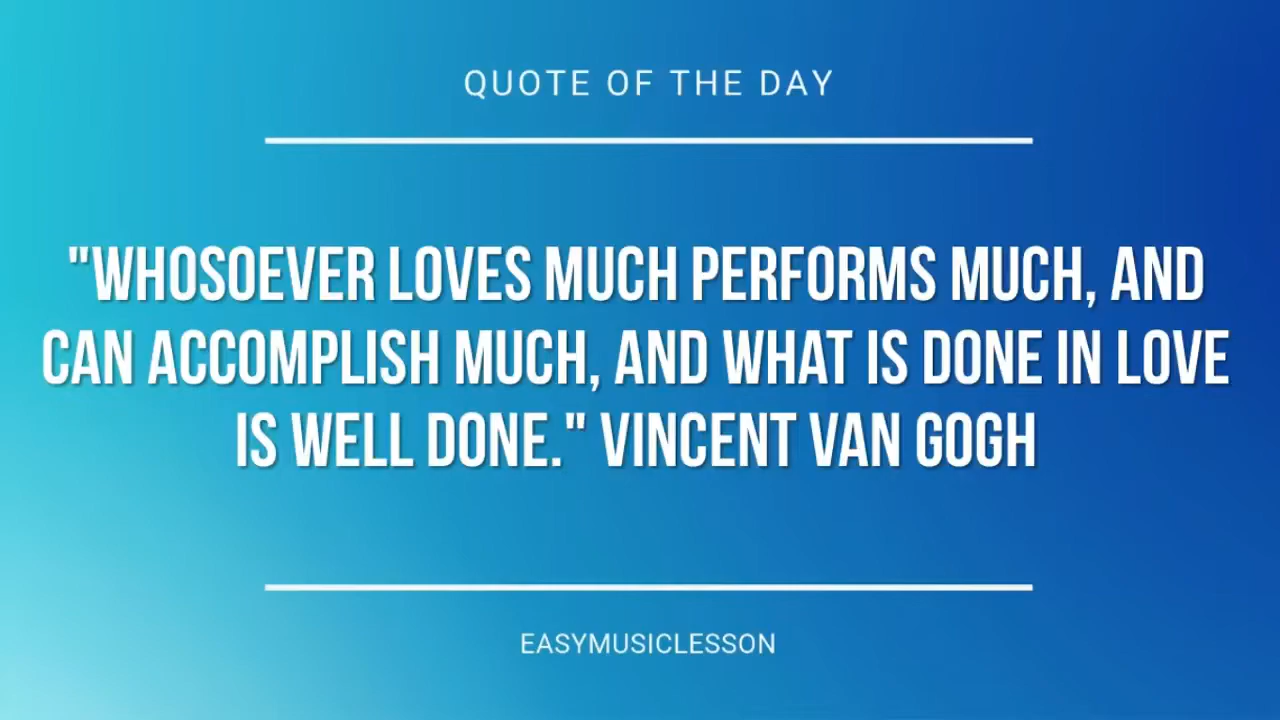 QUOTE OF THE DAY
"WHOSOEVER LOVES MUCH PERFORMS MUCH, AND
CAN ACCOMPLISH MUCH, AND WHAT IS DONE IN LOVE
IS WELL DONE." VINCENT VAN GOGH
EASYMUSICLESSON